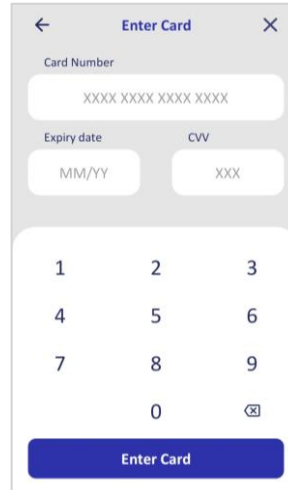 Enter Card
Card Number
XXXX XXXX XXXX XXXX
Expiry date CVV
MM/YY XXX
1 2 3
4 5 6
7 8 9
0
Enter Card